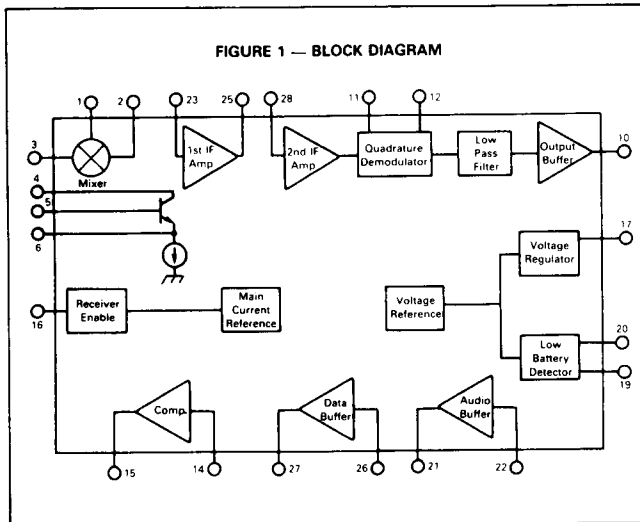 FIGURE 1 — BLOCK DIAGRAM
1
2
23
25
28
11
12
3
Mixer
1st IF
Amp
2nd IF
Amp
Quadrature
Demodulator
Low
Pass
Filter
Output
Buffer
10
4
5
6
17
Voltage
Regulator
16
Receiver
Enable
Main
Current
Reference
Voltage
Reference
20
Low
Battery
Detector
19
Comp.
Data
Buffer
Audio
Buffer
15
14
27
26
21
22